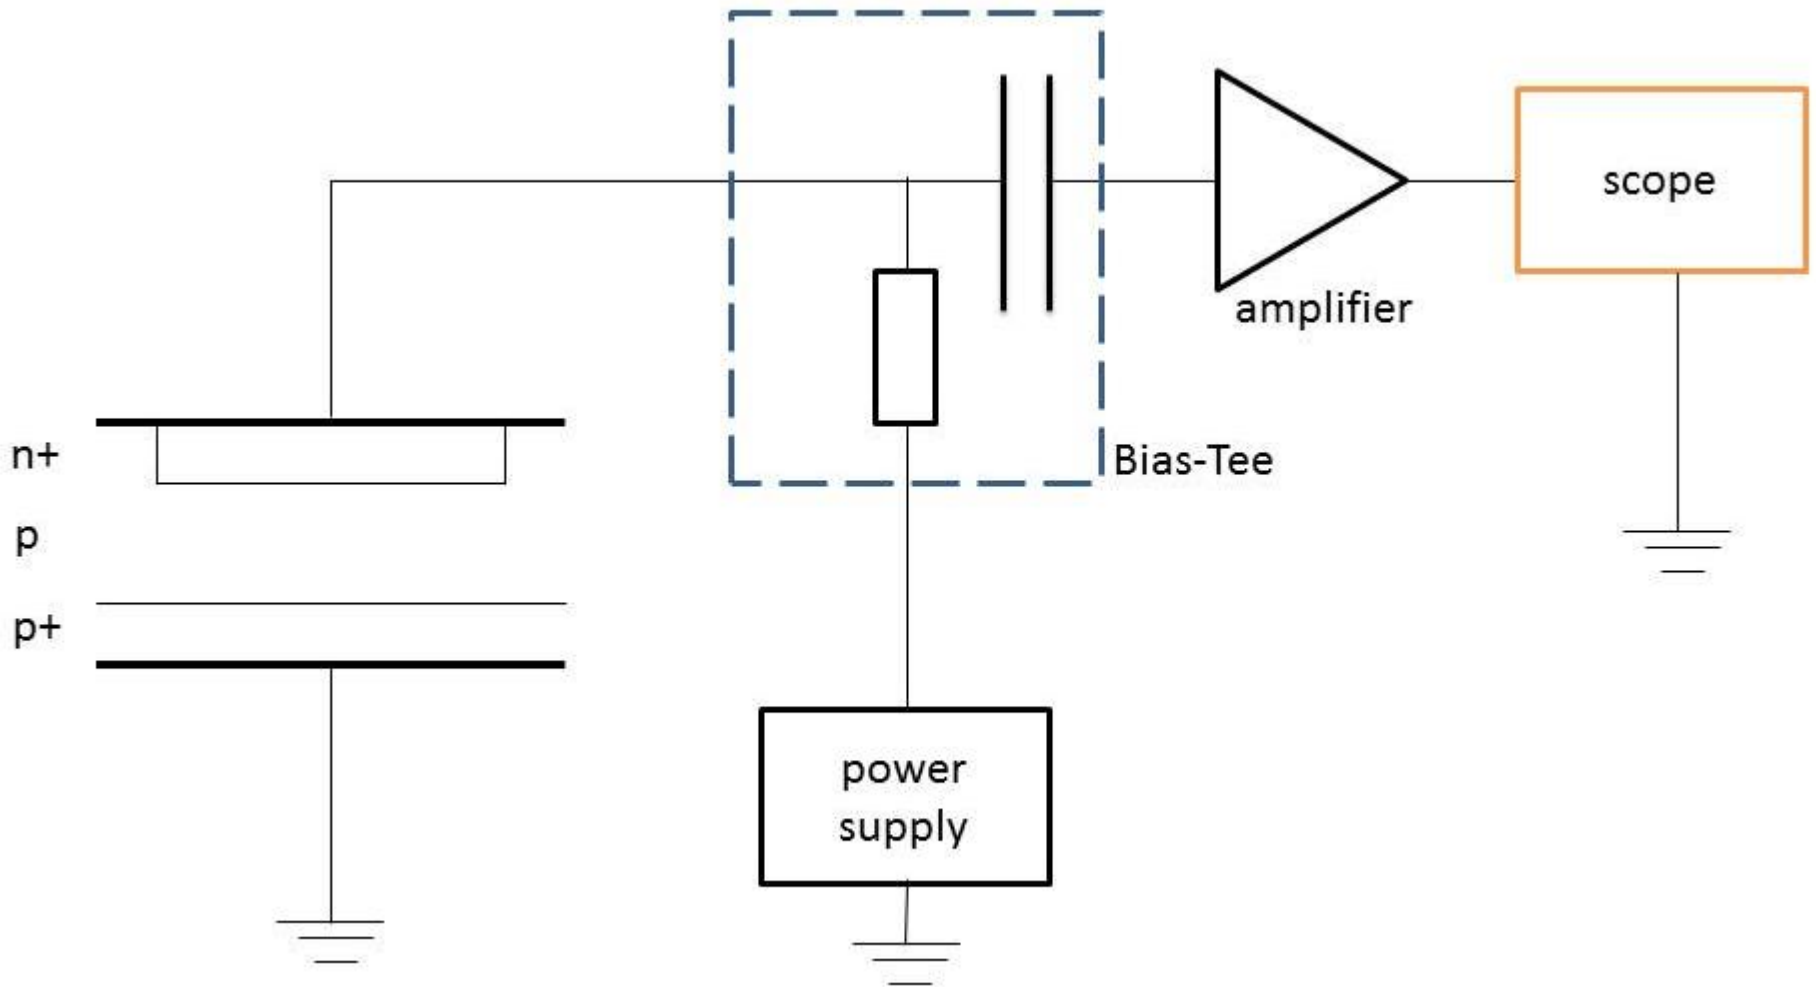 scope
amplifier
n+
Bias-Tee
p
p+
power
supply